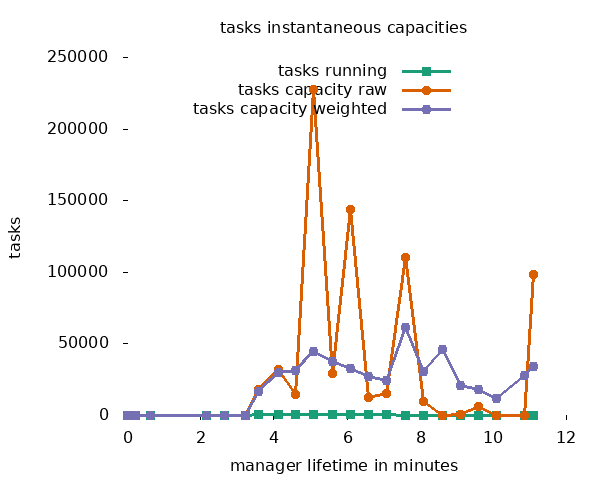 tasks instantaneous capacities
250000
tasks running
tasks capacity raw
tasks capacity weighted
200000
150000
tasks
100000
50000
0
0 2 4 6 8 10 12
manager lifetime in minutes